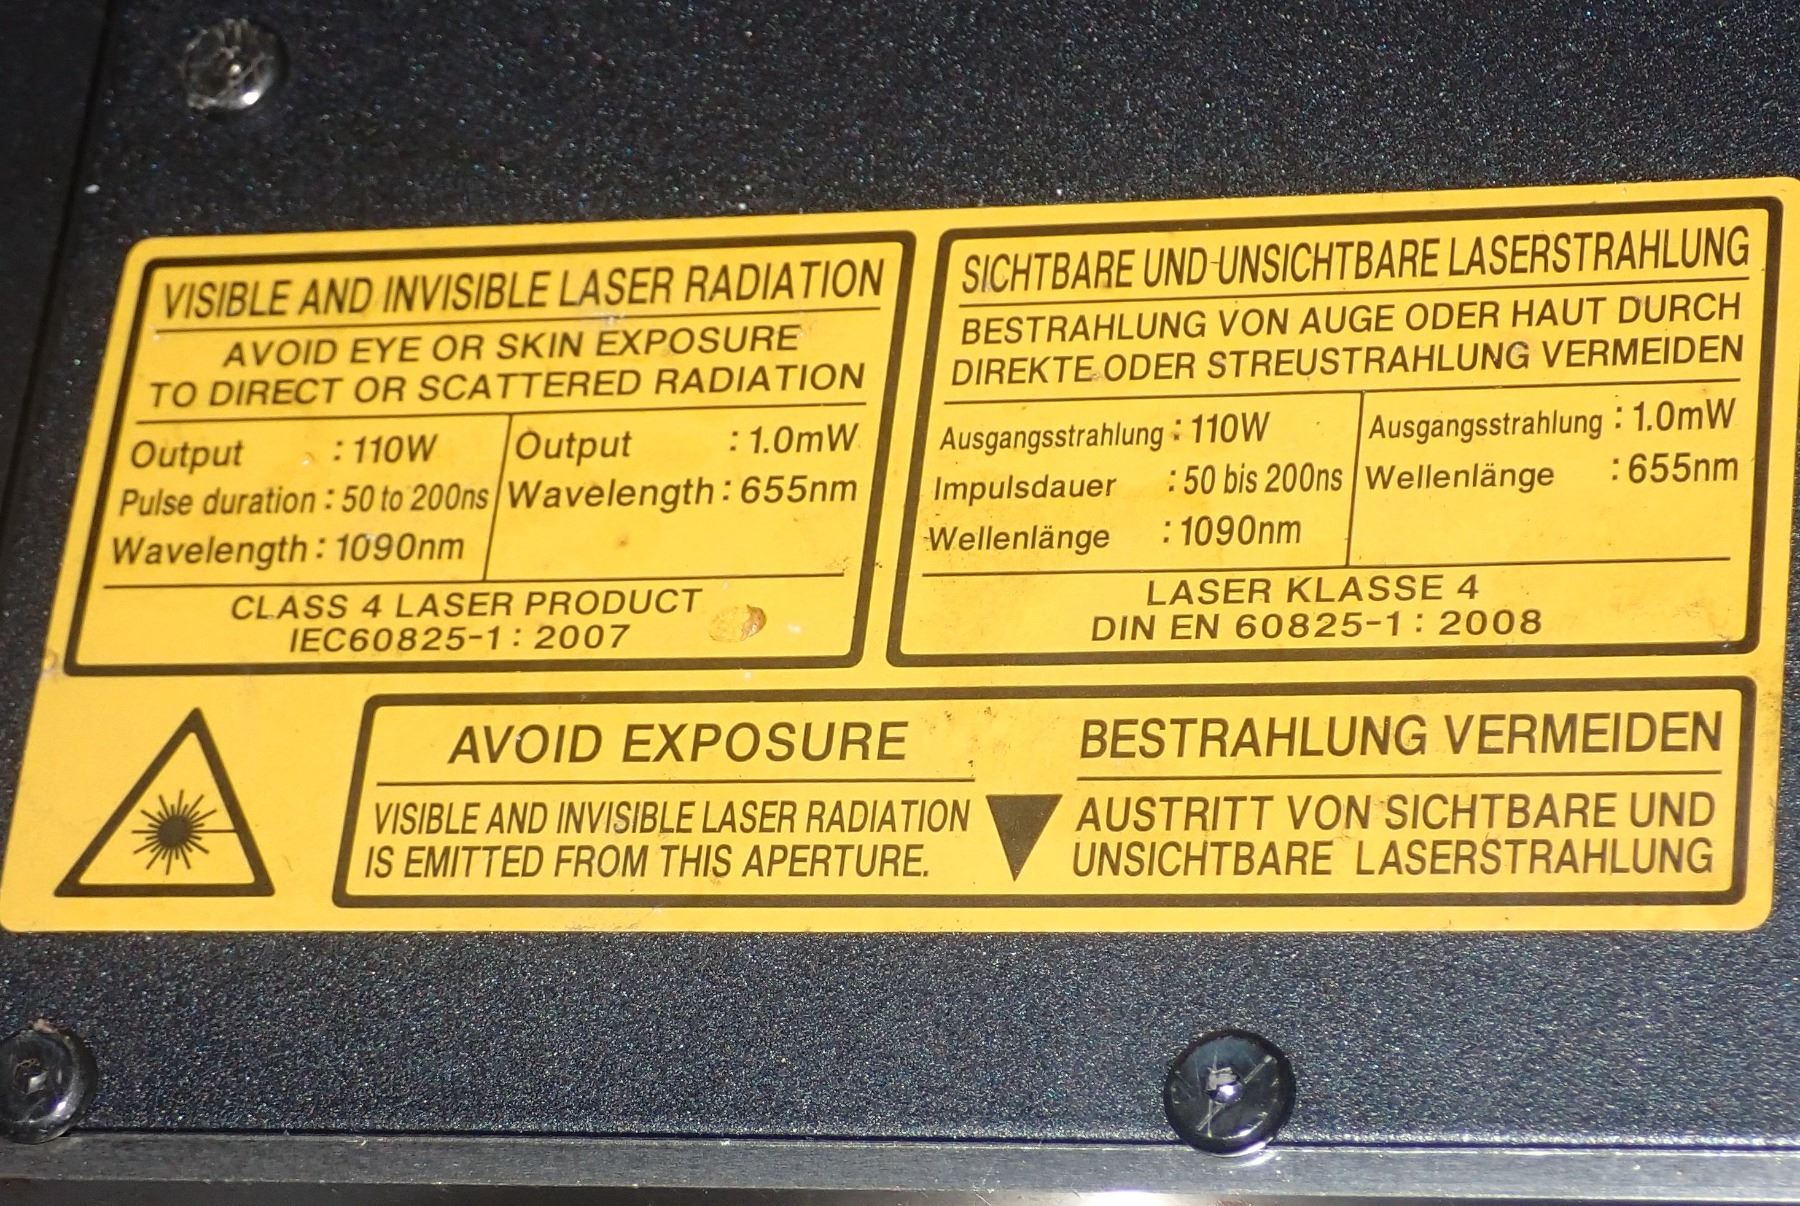 VISIBLE AND INVISIBLE LASER RADIATION
AVOID EYE OR SKIN EXPOSURE
TO DIRECT OR SCATTERED RADIATION
Output : 110W
Pulse duration : 50 to 200ns
Wavelength : 1090nm
Output : 1.0mW
Wavelength : 655nm
CLASS 4 LASER PRODUCT
IEC60825-1 : 2007
SICHTBARE UND UNSICHTBARE LASERSTRAHLUNG
BESTRAHLUNG VON AUGE ODER HAUT DURCH
DIREKTE ODER STREUSTRAHLUNG VERMEIDEN
Ausgangsstrahlung : 110W
Impulsdauer : 50 bis 200ns
Wellenlänge : 1090nm
Ausgangsstrahlung : 1.0mW
Wellenlänge : 655nm
LASER KLASSE 4
DIN EN 60825-1 : 2008
AVOID EXPOSURE
VISIBLE AND INVISIBLE LASER RADIATION
IS EMITTED FROM THIS APERTURE.
BESTRAHLUNG VERMEIDEN
AUSTRITT VON SICHTBARE UND
UNSICHTBARE LASERSTRAHLUNG